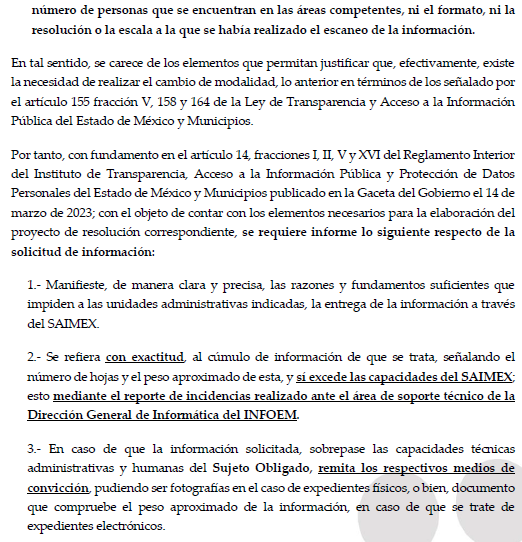 número de personas que se encuentran en las áreas competentes, ni el formato, ni la
resolución o la escala a la que se había realizado el escaneo de la información.
En tal sentido, se carece de los elementos que permitan justificar que, efectivamente, existe
la necesidad de realizar el cambio de modalidad, lo anterior en términos de los señalado por
el artículo 155 fracción V, 158 y 164 de la Ley de Transparencia y Acceso a la Información
Pública del Estado de México y Municipios.
Por tanto, con fundamento en el artículo 14, fracciones I, II, V y XVI del Reglamento Interior
del Instituto de Transparencia, Acceso a la Información Pública y Protección de Datos
Personales del Estado de México y Municipios publicado en la Gaceta del Gobierno el 14 de
marzo de 2023; con el objeto de contar con los elementos necesarios para la elaboración del
proyecto de resolución correspondiente, se requiere informe lo siguiente respecto de la
solicitud de información:
1.- Manifieste, de manera clara y precisa, las razones y fundamentos suficientes que
impiden a las unidades administrativas indicadas, la entrega de la información a través
del SAIMEX.
2.- Se refiera con exactitud, al cúmulo de información de que se trata, señalando el
número de hojas y el peso aproximado de esta, y sí excede las capacidades del SAIMEX;
esto mediante el reporte de incidencias realizado ante el área de soporte técnico de la
Dirección General de Informática del INFOEM.
3.- En caso de que la información solicitada, sobrepase las capacidades técnicas
administrativas y humanas del Sujeto Obligado, remita los respectivos medios de
convicción, pudiendo ser fotografías en el caso de expedientes físicos, o bien, documento
que compruebe el peso aproximado de la información, en caso de que se trate de
expedientes electrónicos.